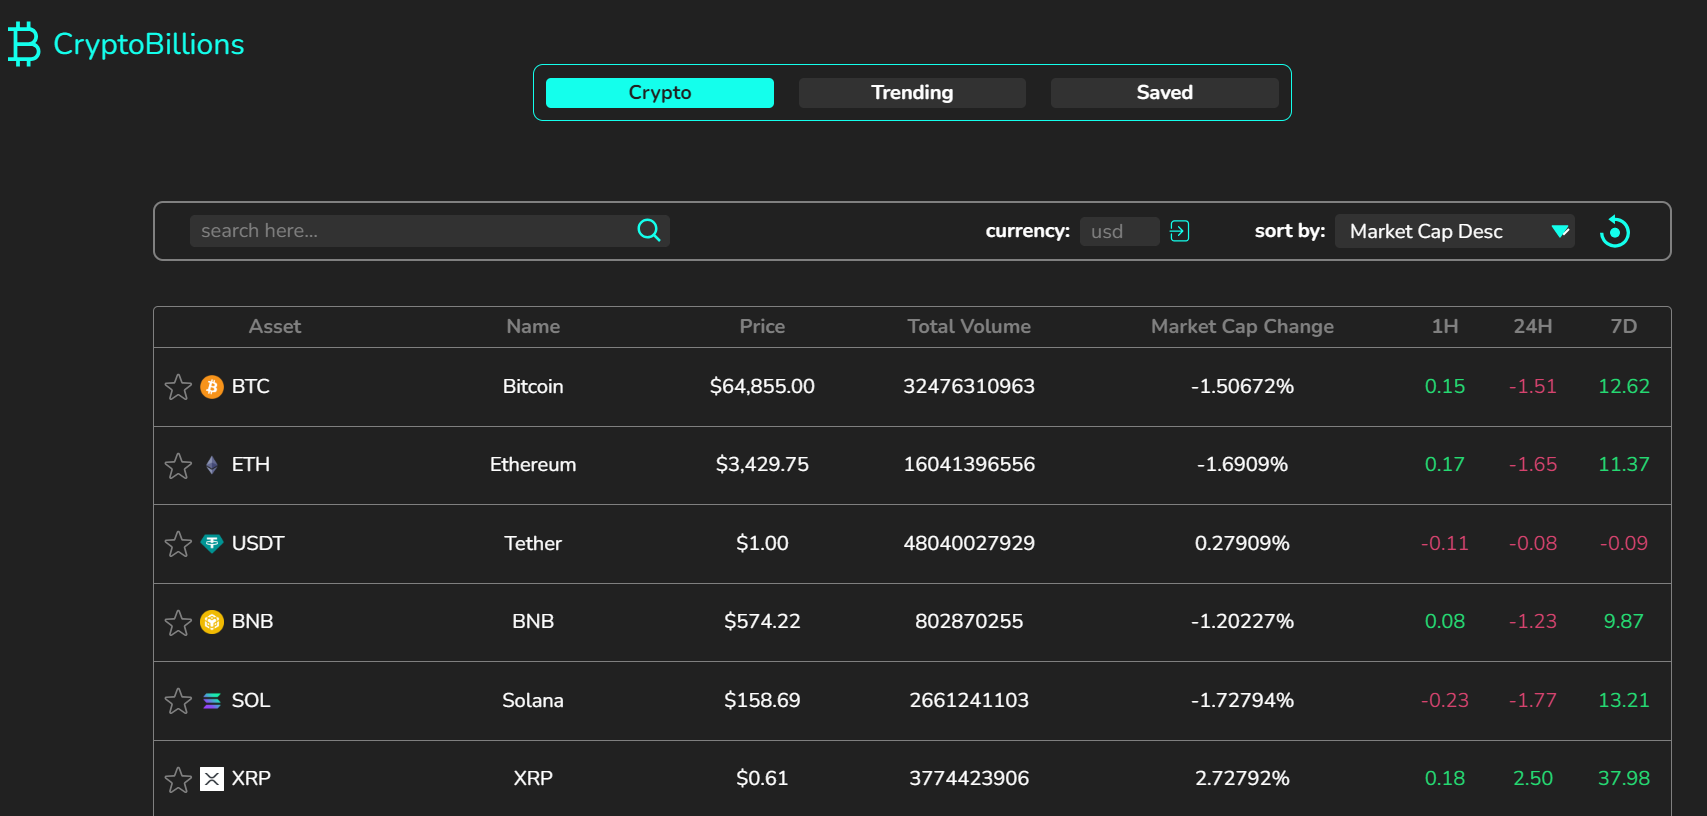 CryptoBillions
Crypto Trending Saved
search here... currency: usd sort by: Market Cap Desc
Asset Name Price Total Volume Market Cap Change 1H 24H 7D
BTC Bitcoin $64,855.00 32476310963 -1.50672% 0.15 -1.51 12.62
ETH Ethereum $3,429.75 16041396556 -1.6909% 0.17 -1.65 11.37
USDT Tether $1.00 48040027929 0.27909% -0.11 -0.08 -0.09
BNB BNB $574.22 802870255 -1.20227% 0.08 -1.23 9.87
SOL Solana $158.69 2661241103 -1.72794% -0.23 -1.77 13.21
XRP XRP $0.61 3774423906 2.72792% 0.18 2.50 37.98